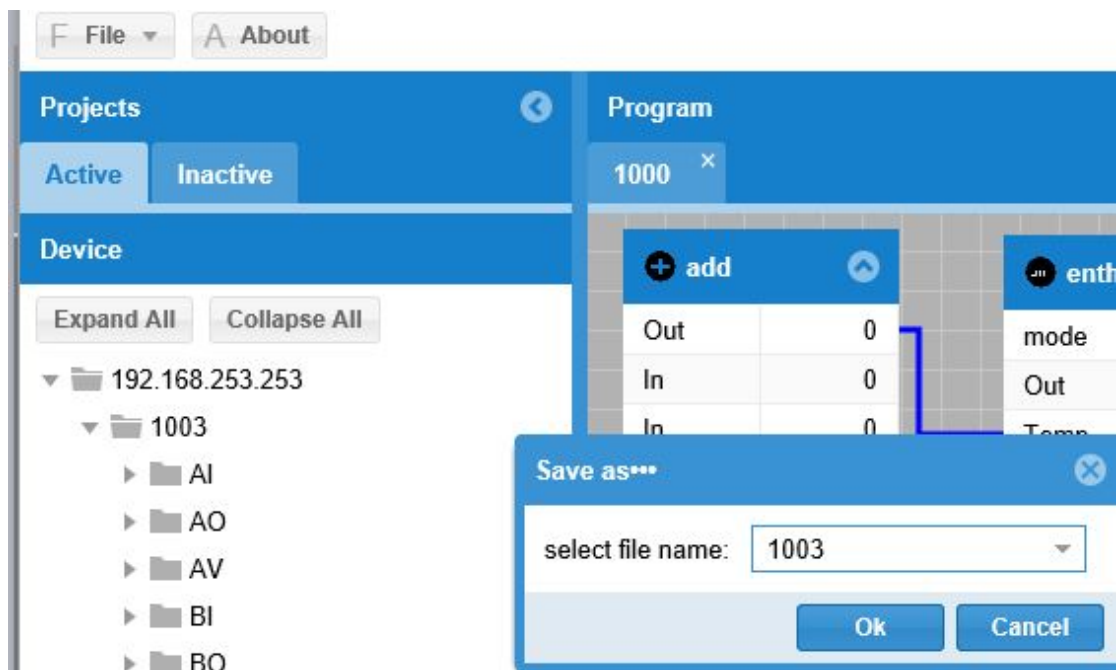 F File
A About
Projects
Program
Active
Inactive
1000
Device
add
enth
Expand All
Collapse All
Out 0
mode
In 0
Out
In 0
Temp
192.168.253.253
1003
AI
AO
AV
BI
BO
Save as•••
select file name: 1003
Ok
Cancel